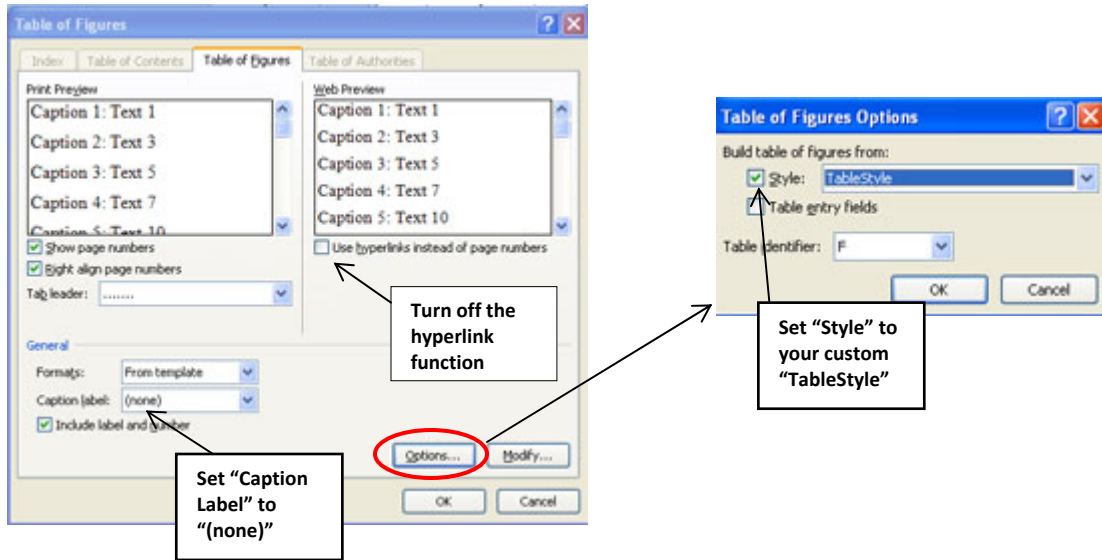 Table of Figures
Index Table of Contents Table of Figures Table of Authorities
Print Preview
Caption 1: Text 1
Caption 2: Text 3
Caption 3: Text 5
Caption 4: Text 7
Caption 5: Text 10
Web Preview
Caption 1: Text 1
Caption 2: Text 3
Caption 3: Text 5
Caption 4: Text 7
Caption 5: Text 10
Show page numbers
Right align page numbers
Tab leader: .......
Use hyperlinks instead of page numbers
Turn off the
hyperlink
function
General
Formats: From template
Caption label: (none)
Include label and number
Options... Modify...
OK Cancel
Set “Caption
Label” to
“(none)”
Table of Figures Options
Build table of figures from:
Style: TableStyle
Table entry fields
Table identifier: F
OK Cancel
Set “Style” to
your custom
“TableStyle”